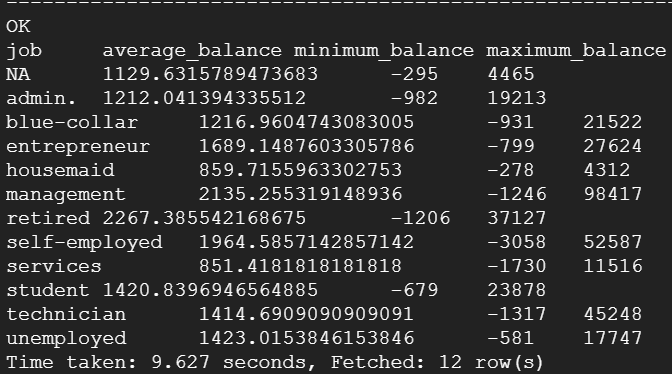 OK
job     average_balance minimum_balance maximum_balance
NA      1129.6315789473683      -295    4465
admin.  1212.041394335512       -982    19213
blue-collar     1216.9604743083005      -931    21522
entrepreneur    1689.1487603305786      -799    27624
housemaid       859.7155963302753       -278    4312
management      2135.255319148936       -1246   98417
retired 2267.385542168675       -1206   37127
self-employed   1964.5857142857142      -3058   52587
services        851.4181818181818       -1730   11516
student 1420.8396946564885      -679    23878
technician      1414.6909090909091      -1317   45248
unemployed      1423.0153846153846      -581    17747
Time taken: 9.627 seconds, Fetched: 12 row(s)